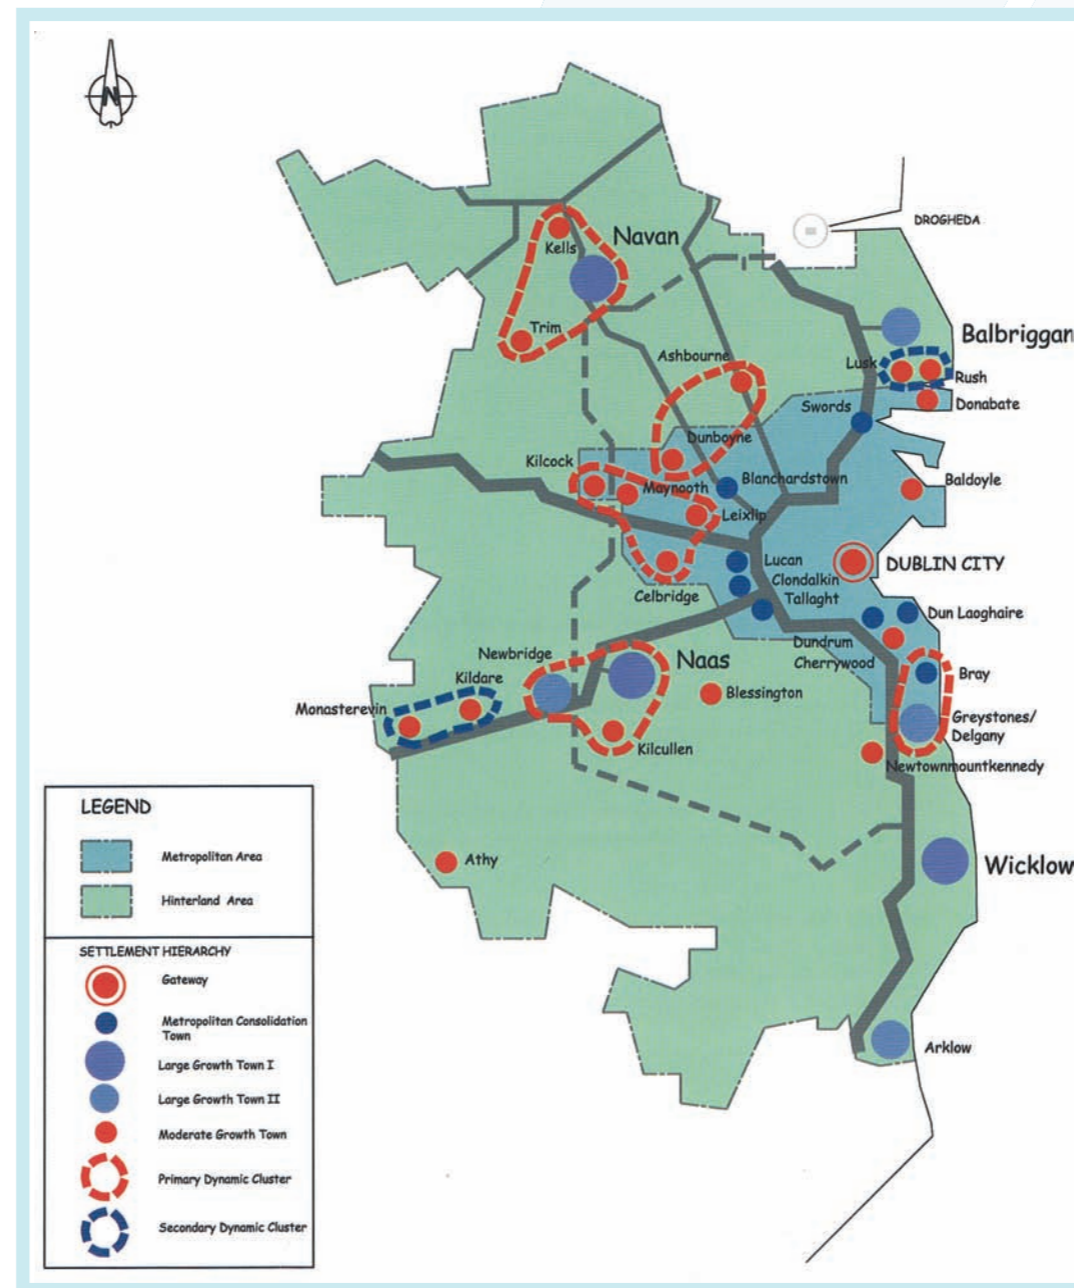 N
DROGHEDA
Navan
Kells
Trim
Balbriggan
Ashbourne
Lusk
Rush
Donabate
Swords
Dunboyne
Kilcock
Maynooth
Blanchardstown
Baldoyle
Leixlip
Lucan
DUBLIN CITY
Clondalkin
Celbridge
Tallaght
Dun Laoghaire
Dundrum
Newbridge
Naas
Cherrywood
Bray
Kildare
Blessington
Monasterevin
Greystones/
Delgany
Kilcullen
Newtownmountkennedy
Athy
Wicklow
Arklow
LEGEND
Metropolitan Area
Hinterland Area
SETTLEMENT HIERARCHY
Gateway
Metropolitan Consolidation
Town
Large Growth Town I
Large Growth Town II
Moderate Growth Town
Primary Dynamic Cluster
Secondary Dynamic Cluster